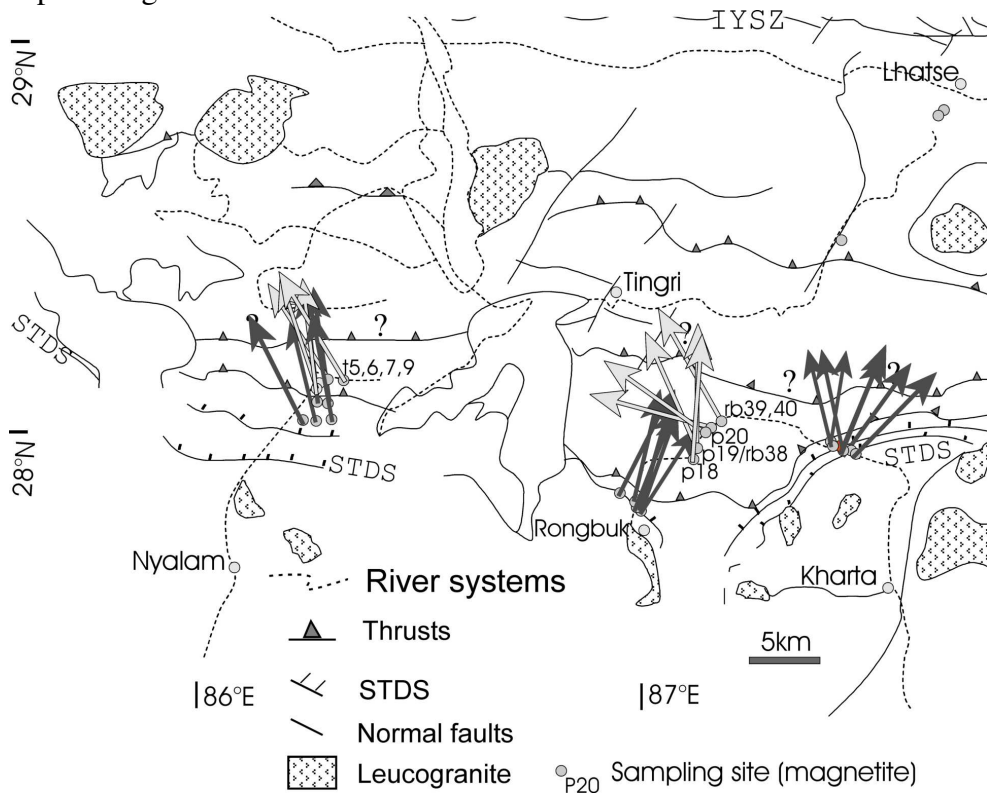 IYSZ
29°N
Lhatse
Tingri
STDS
?
?
?
?
?
t5,6,7,9
rb39,40
p20
p19/rb38
p18
28°N
STDS
STDS
Rongbuk
Nyalam
Kharta
River systems
Thrusts
5km
86°E
87°E
STDS
Normal faults
Leucogranite
P20 Sampling site (magnetite)